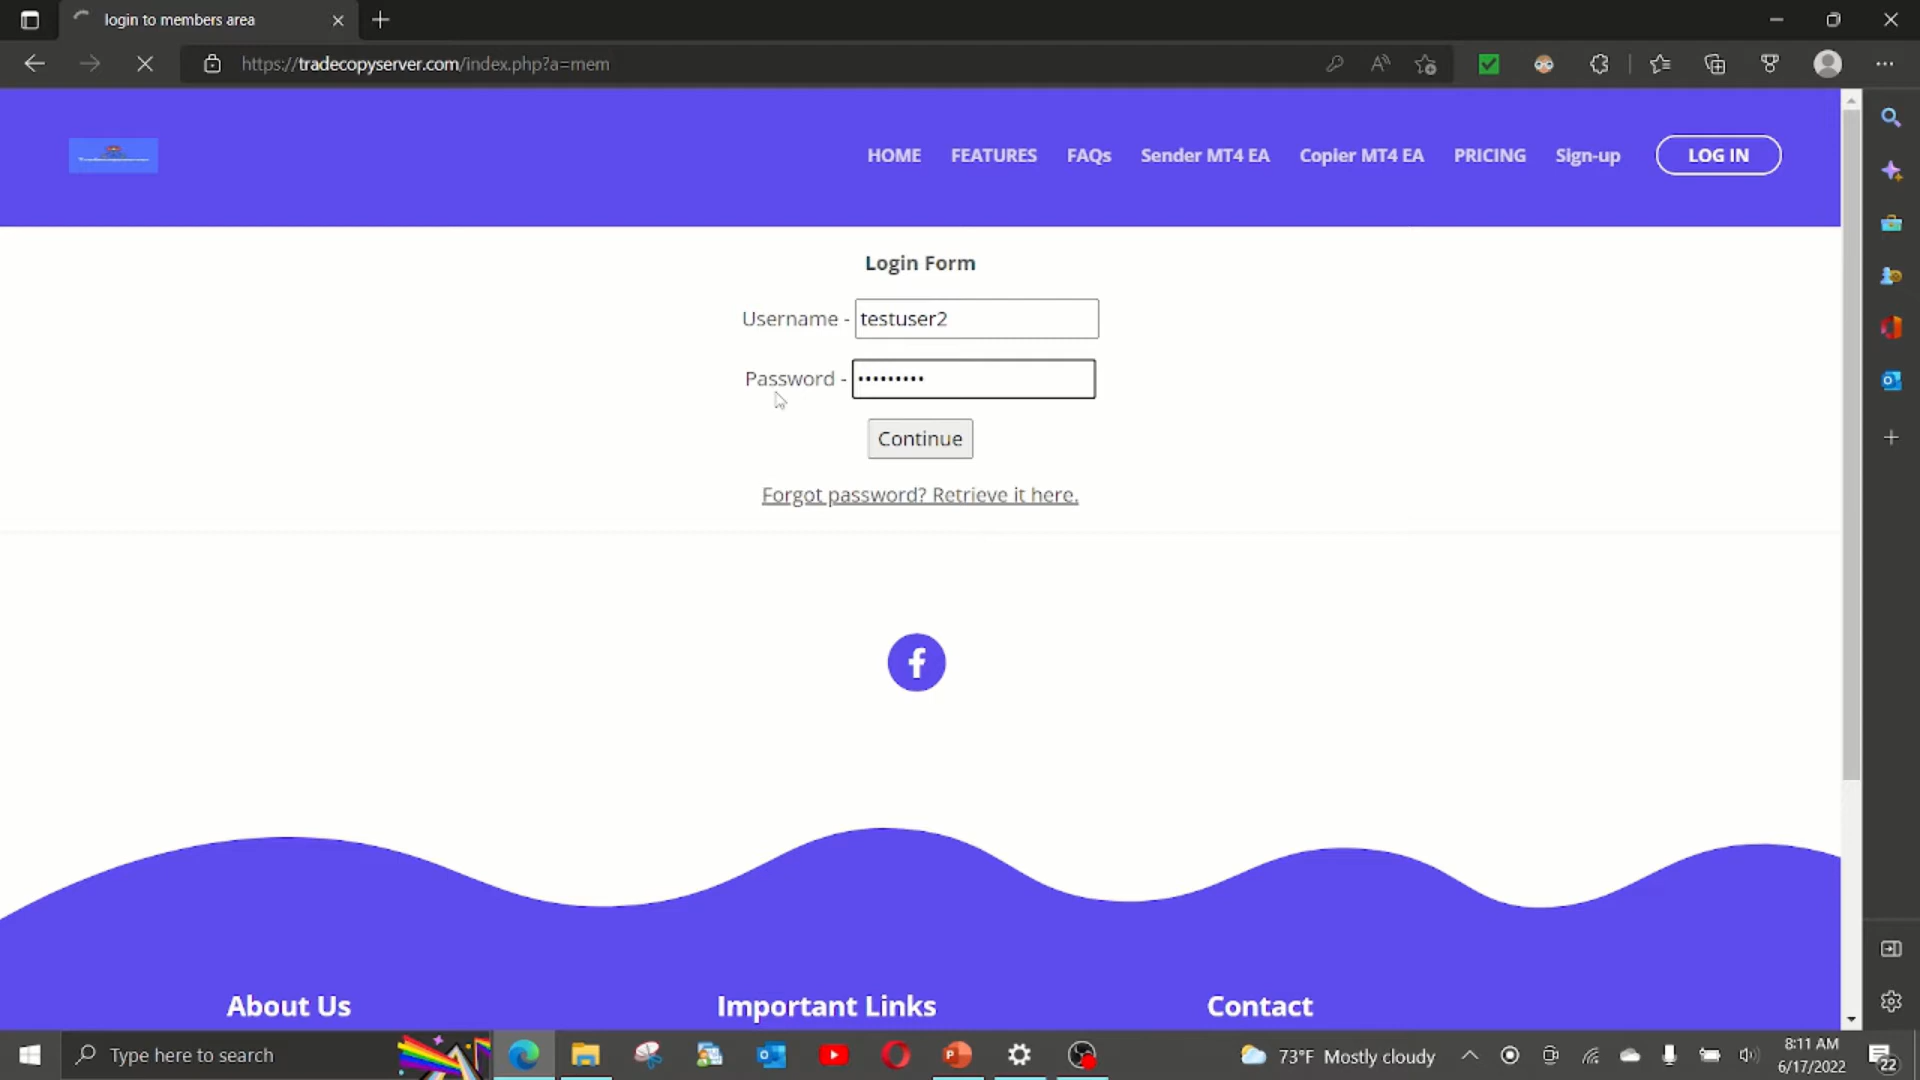 login to members area
https://tradecopyserver.com/index.php?a=mem
HOME FEATURES FAQs Sender MT4 EA Copier MT4 EA PRICING Sign-up LOG IN
Login Form
Username - testuser2
Password - •••••••••
Continue
Forgot password? Retrieve it here.
About Us Important Links Contact
Type here to search
73°F Mostly cloudy
8:11 AM
6/17/2022
22